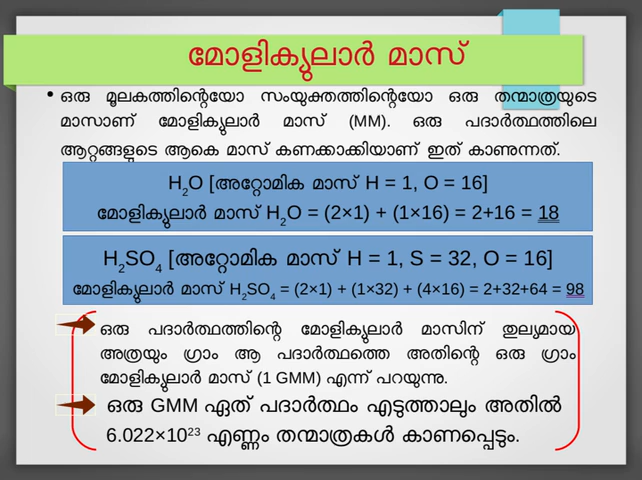 മോളിക്യുലാർ മാസ്
• ഒരു മൂലകത്തിന്റെയോ സംയുക്തത്തിന്റെയോ ഒരു തന്മാത്രയുടെ
മാസാണ് മോളിക്യുലാർ മാസ് (MM). ഒരു പദാർത്ഥത്തിലെ
ആറ്റങ്ങളുടെ ആകെ മാസ് കണക്കാക്കിയാണ് ഇത് കാണുന്നത്.
H₂O [അറ്റോമിക മാസ് H = 1, O = 16]
മോളിക്യുലാർ മാസ് H₂O = (2×1) + (1×16) = 2+16 = 18
H₂SO₄ [അറ്റോമിക മാസ് H = 1, S = 32, O = 16]
മോളിക്യുലാർ മാസ് H₂SO₄ = (2×1) + (1×32) + (4×16) = 2+32+64 = 98
ഒരു പദാർത്ഥത്തിന്റെ മോളിക്യുലാർ മാസിന് തുല്യമായ
അത്രയും ഗ്രാം ആ പദാർത്ഥത്തെ അതിന്റെ ഒരു ഗ്രാം
മോളിക്യുലാർ മാസ് (1 GMM) എന്ന് പറയുന്നു.
ഒരു GMM ഏത് പദാർത്ഥം എടുത്താലും അതിൽ
6.022×10²³ എണ്ണം തന്മാത്രകൾ കാണപ്പെടും.